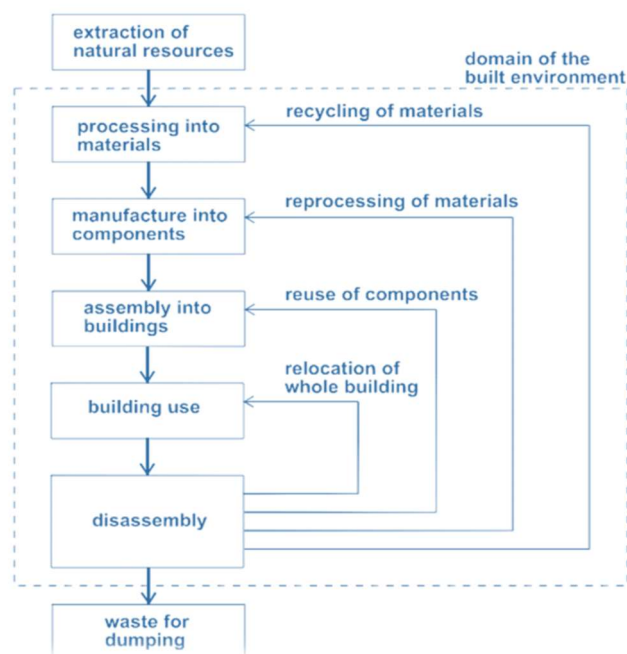 extraction of
natural resources
domain of the
built environment
processing into
materials
recycling of materials
manufacture into
components
reprocessing of materials
assembly into
buildings
reuse of components
relocation of
whole building
building use
disassembly
waste for
dumping